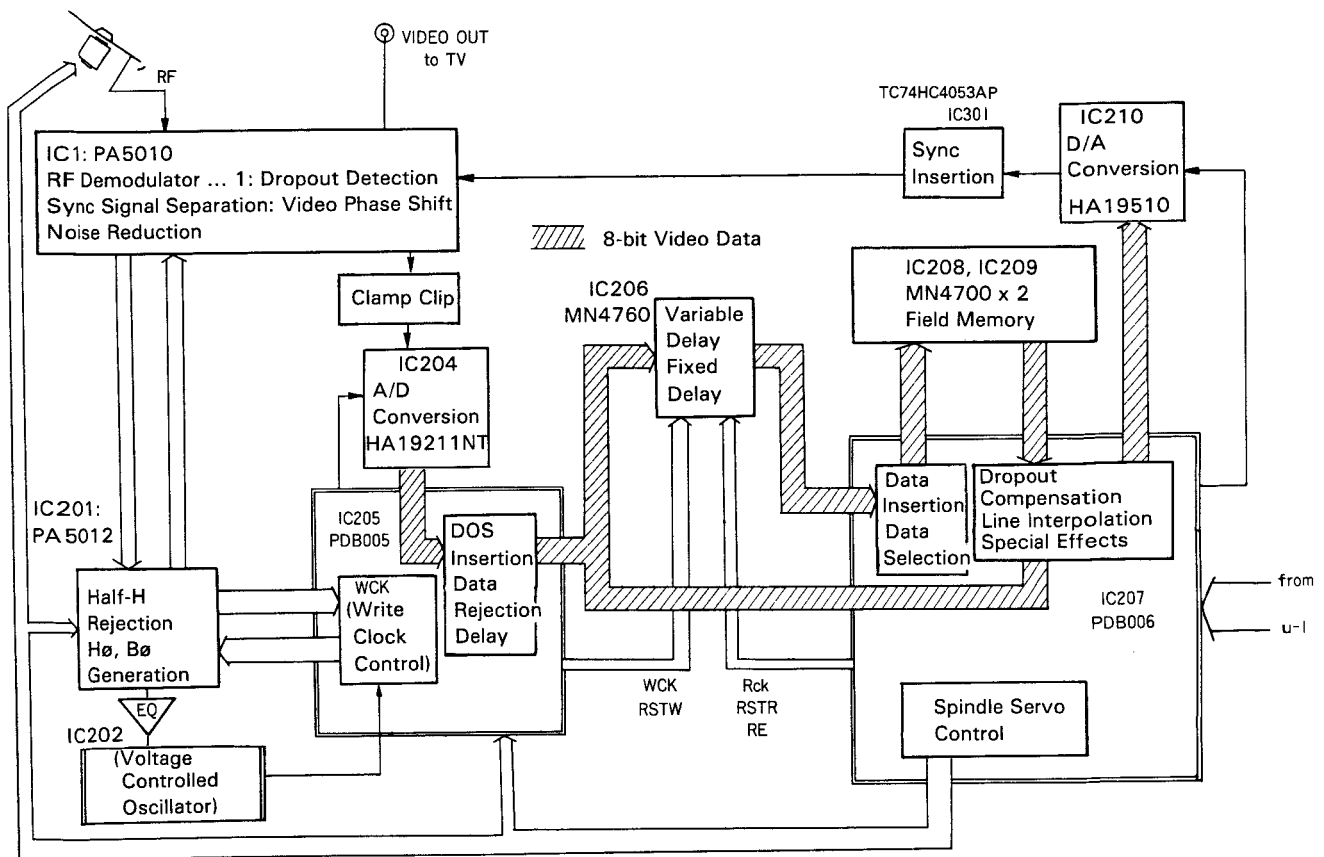 RF
VIDEO OUT
to TV
IC1: PA5010
RF Demodulator ... 1: Dropout Detection
Sync Signal Separation: Video Phase Shift
Noise Reduction
TC74HC4053AP
IC301
Sync
Insertion
IC210
D/A
Conversion
HA19510
8-bit Video Data
Clamp Clip
IC206
MN4760
Variable
Delay
Fixed
Delay
IC208, IC209
MN4700 x 2
Field Memory
IC204
A/D
Conversion
HA19211NT
IC201:
PA5012
Half-H
Rejection
Hø, Bø
Generation
EQ
IC202
(Voltage
Controlled
Oscillator)
IC205
PDB005
WCK
(Write
Clock
Control)
DOS
Insertion
Data
Rejection
Delay
WCK
RSTW
Rck
RSTR
RE
Data
Insertion
Data
Selection
Dropout
Compensation
Line Interpolation
Special Effects
IC207
PDB006
from
u-I
Spindle Servo
Control